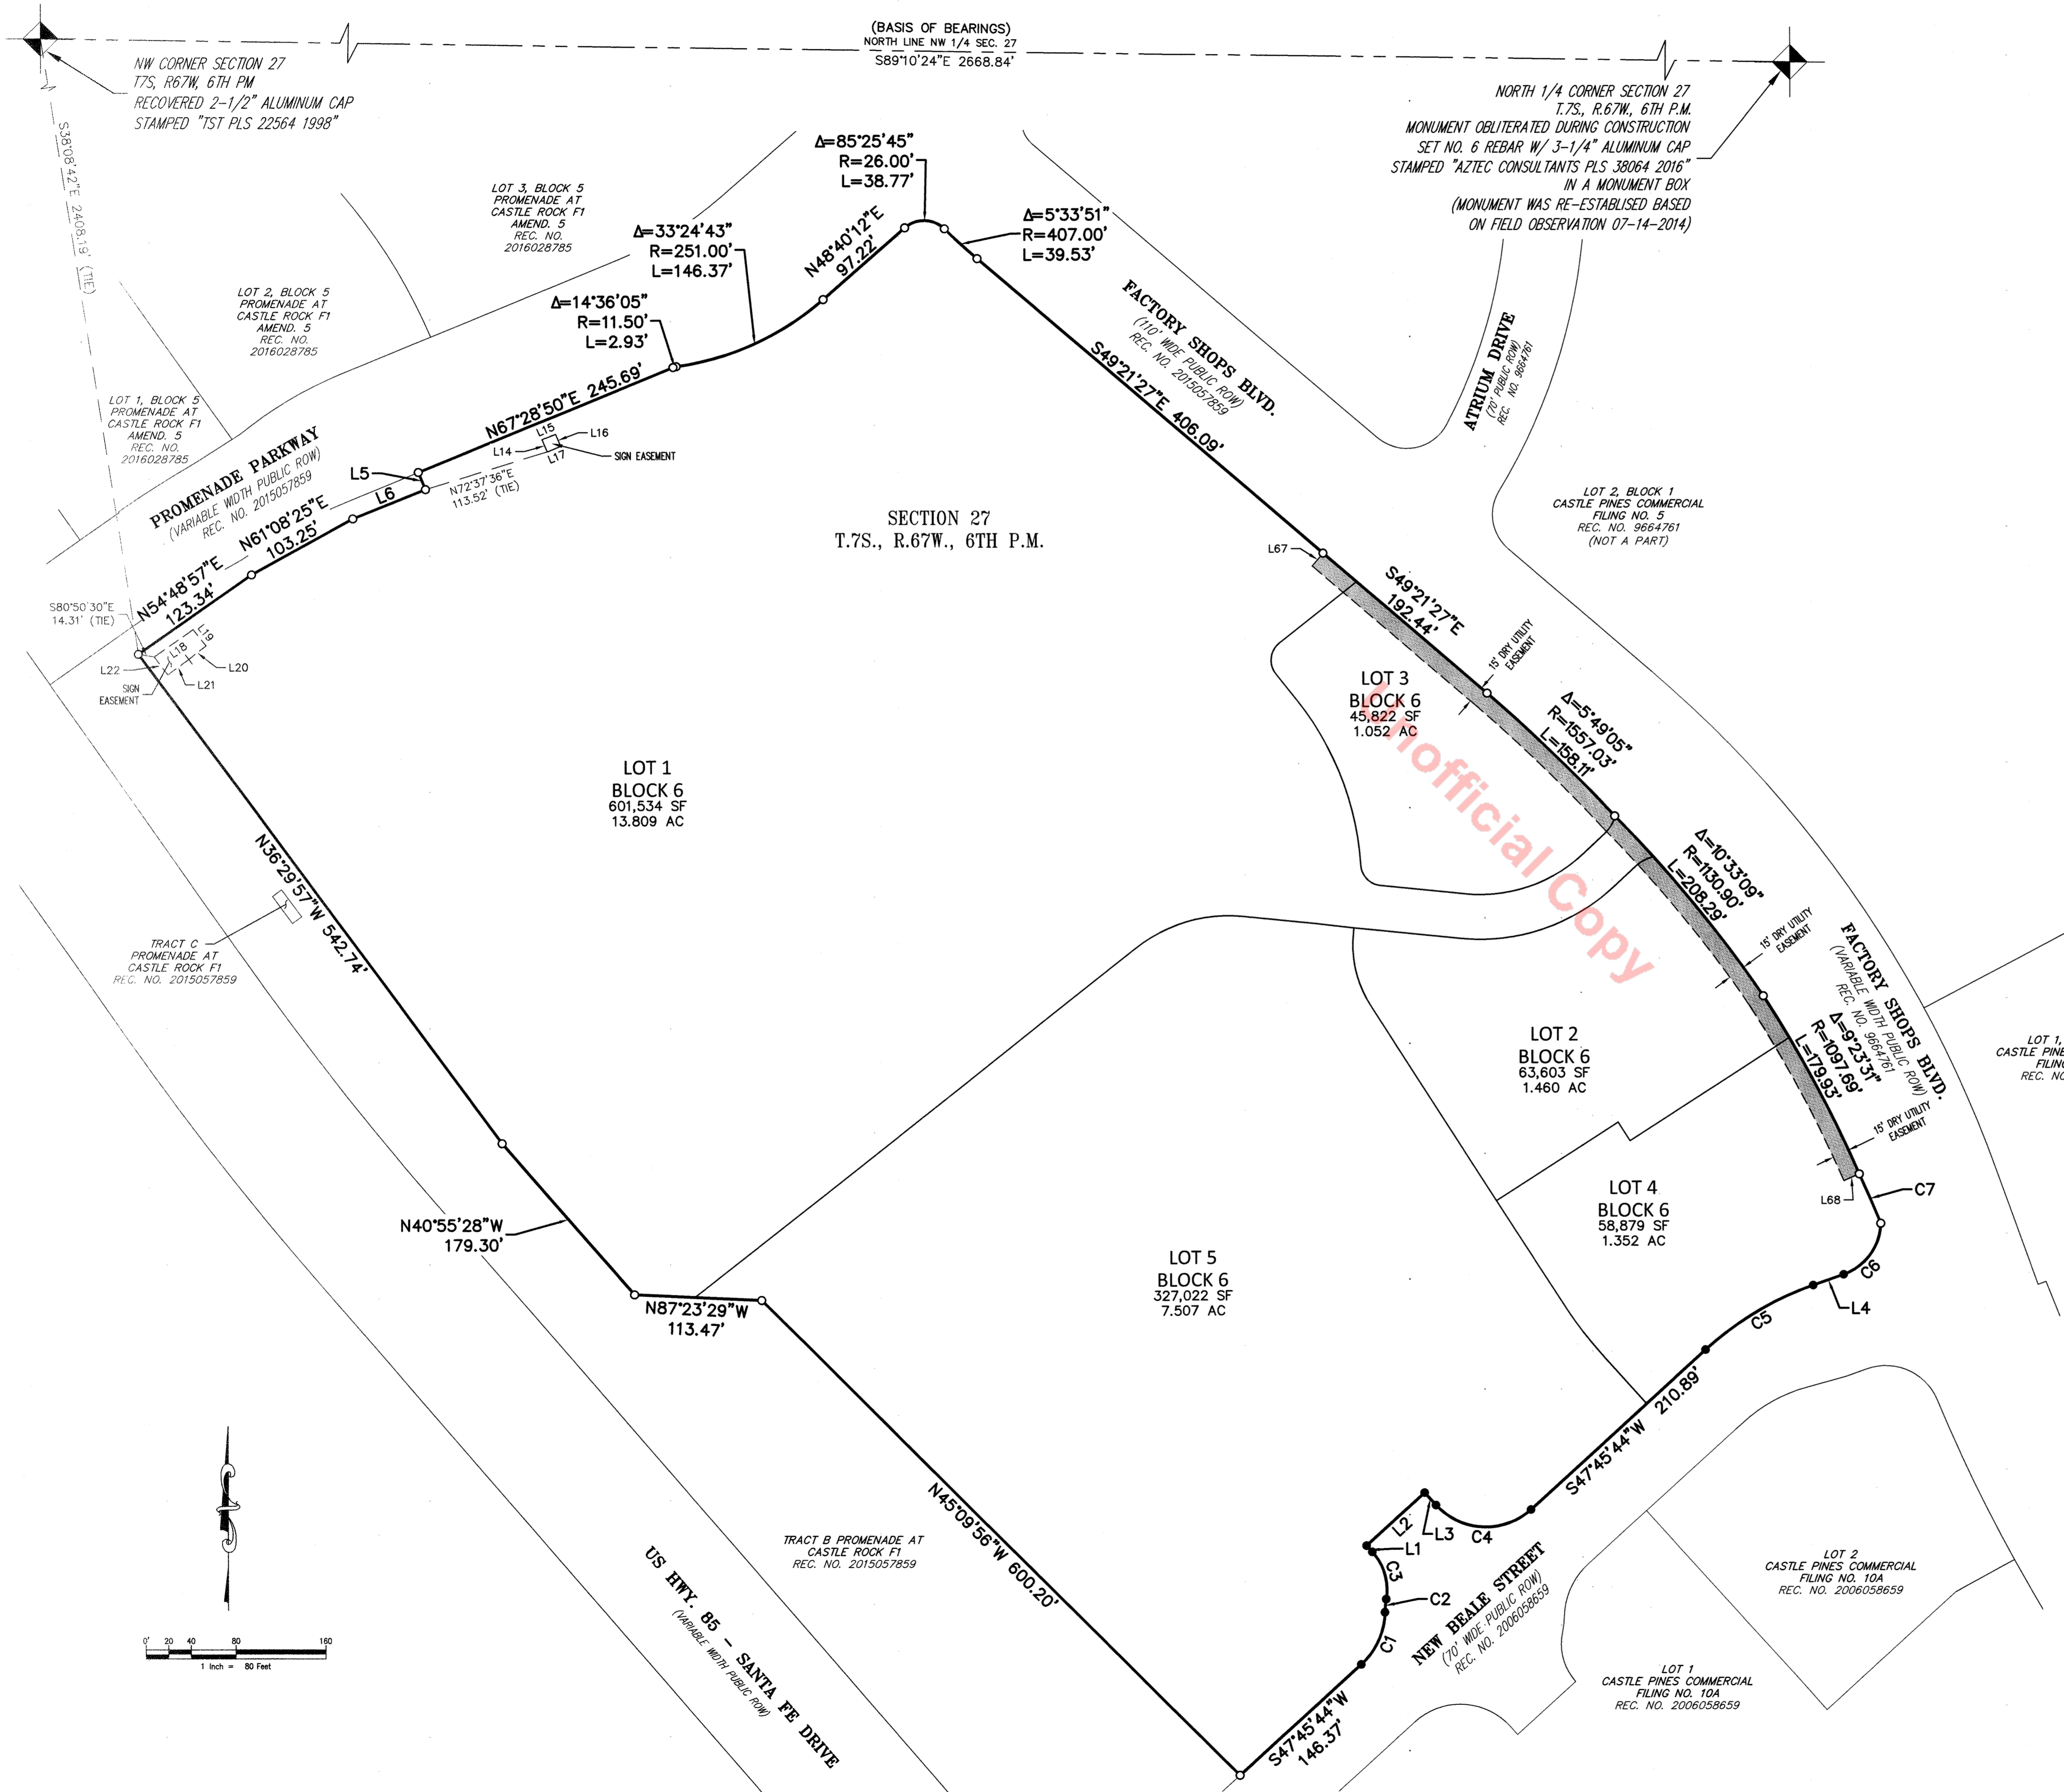 (BASIS OF BEARINGS)
NORTH LINE NW 1/4 SEC. 27
S89°10'24"E 2668.84'
NW CORNER SECTION 27
T7S, R67W, 6TH PM
RECOVERED 2-1/2" ALUMINUM CAP
STAMPED "TST PLS 22564 1998"
NORTH 1/4 CORNER SECTION 27
T.7S., R.67W., 6TH P.M.
MONUMENT OBLITERATED DURING CONSTRUCTION
SET NO. 6 REBAR W/ 3-1/4" ALUMINUM CAP
STAMPED "AZTEC CONSULTANTS PLS 38064 2016"
IN A MONUMENT BOX
(MONUMENT WAS RE-ESTABLISED BASED
ON FIELD OBSERVATION 07-14-2014)
S38°08'42"E 2408.19' (TIE)
Δ=85°25'45"
R=26.00'
L=38.77'
LOT 3, BLOCK 5
PROMENADE AT
CASTLE ROCK F1
AMEND. 5
REC. NO.
2016028785
Δ=33°24'43"
R=251.00'
L=146.37'
N48°40'12"E
97.22'
Δ=5°33'51"
R=407.00'
L=39.53'
LOT 2, BLOCK 5
PROMENADE AT
CASTLE ROCK F1
AMEND. 5
REC. NO.
2016028785
Δ=14°36'05"
R=11.50'
L=2.93'
FACTORY SHOPS BLVD.
(110' WIDE PUBLIC ROW)
REC. NO. 2015057859
S49°21'27"E 406.09'
ATRIUM DRIVE
(70' PUBLIC ROW)
REC. NO. 9664761
LOT 1, BLOCK 5
PROMENADE AT
CASTLE ROCK F1
AMEND. 5
REC. NO.
2016028785
N67°28'50"E 245.69'
L15
L16
L14
L17
SIGN EASEMENT
PROMENADE PARKWAY
(VARIABLE WIDTH PUBLIC ROW)
REC. NO. 2015057859
L5
L6
N72°37'36"E
113.52' (TIE)
N61°08'25"E
103.25'
LOT 2, BLOCK 1
CASTLE PINES COMMERCIAL
FILING NO. 5
REC. NO. 9664761
(NOT A PART)
SECTION 27
T.7S., R.67W., 6TH P.M.
L67
N54°48'57"E
123.34'
S80°50'30"E
14.31' (TIE)
S49°21'27"E
192.44'
15' DRY UTILITY
EASEMENT
L18
L19
L22
L20
L21
SIGN
EASEMENT
LOT 3
BLOCK 6
45,822 SF
1.052 AC
Δ=5°49'05"
R=1557.03'
L=158.11'
Unofficial Copy
LOT 1
BLOCK 6
601,534 SF
13.809 AC
N36°29'57"W 542.74'
Δ=10°33'09"
R=1130.90'
L=208.29'
TRACT C
PROMENADE AT
CASTLE ROCK F1
REC. NO. 2015057859
15' DRY UTILITY
EASEMENT
FACTORY SHOPS BLVD.
(VARIABLE WIDTH PUBLIC ROW)
REC. NO. 9664761
Δ=9°23'31"
R=1097.69'
L=179.93'
LOT 1,
CASTLE PINE
FILIN
REC. N
LOT 2
BLOCK 6
63,603 SF
1.460 AC
15' DRY UTILITY
EASEMENT
L68
C7
LOT 4
BLOCK 6
58,879 SF
1.352 AC
N40°55'28"W
179.30'
LOT 5
BLOCK 6
327,022 SF
7.507 AC
C6
L4
C5
N87°23'29"W
113.47'
S47°45'44"W 210.89'
L2
L3
C4
L1
C3
C2
C1
N45°09'56"W 600.20'
TRACT B PROMENADE AT
CASTLE ROCK F1
REC. NO. 2015057859
US HWY. 85 - SANTA FE DRIVE
(VARIABLE WIDTH PUBLIC ROW)
NEW BEALE STREET
(70' WIDE PUBLIC ROW)
REC. NO. 2006058659
LOT 2
CASTLE PINES COMMERCIAL
FILING NO. 10A
REC. NO. 2006058659
LOT 1
CASTLE PINES COMMERCIAL
FILING NO. 10A
REC. NO. 2006058659
S47°45'44"W
146.37'
0' 20 40 80 160
1 Inch = 80 Feet